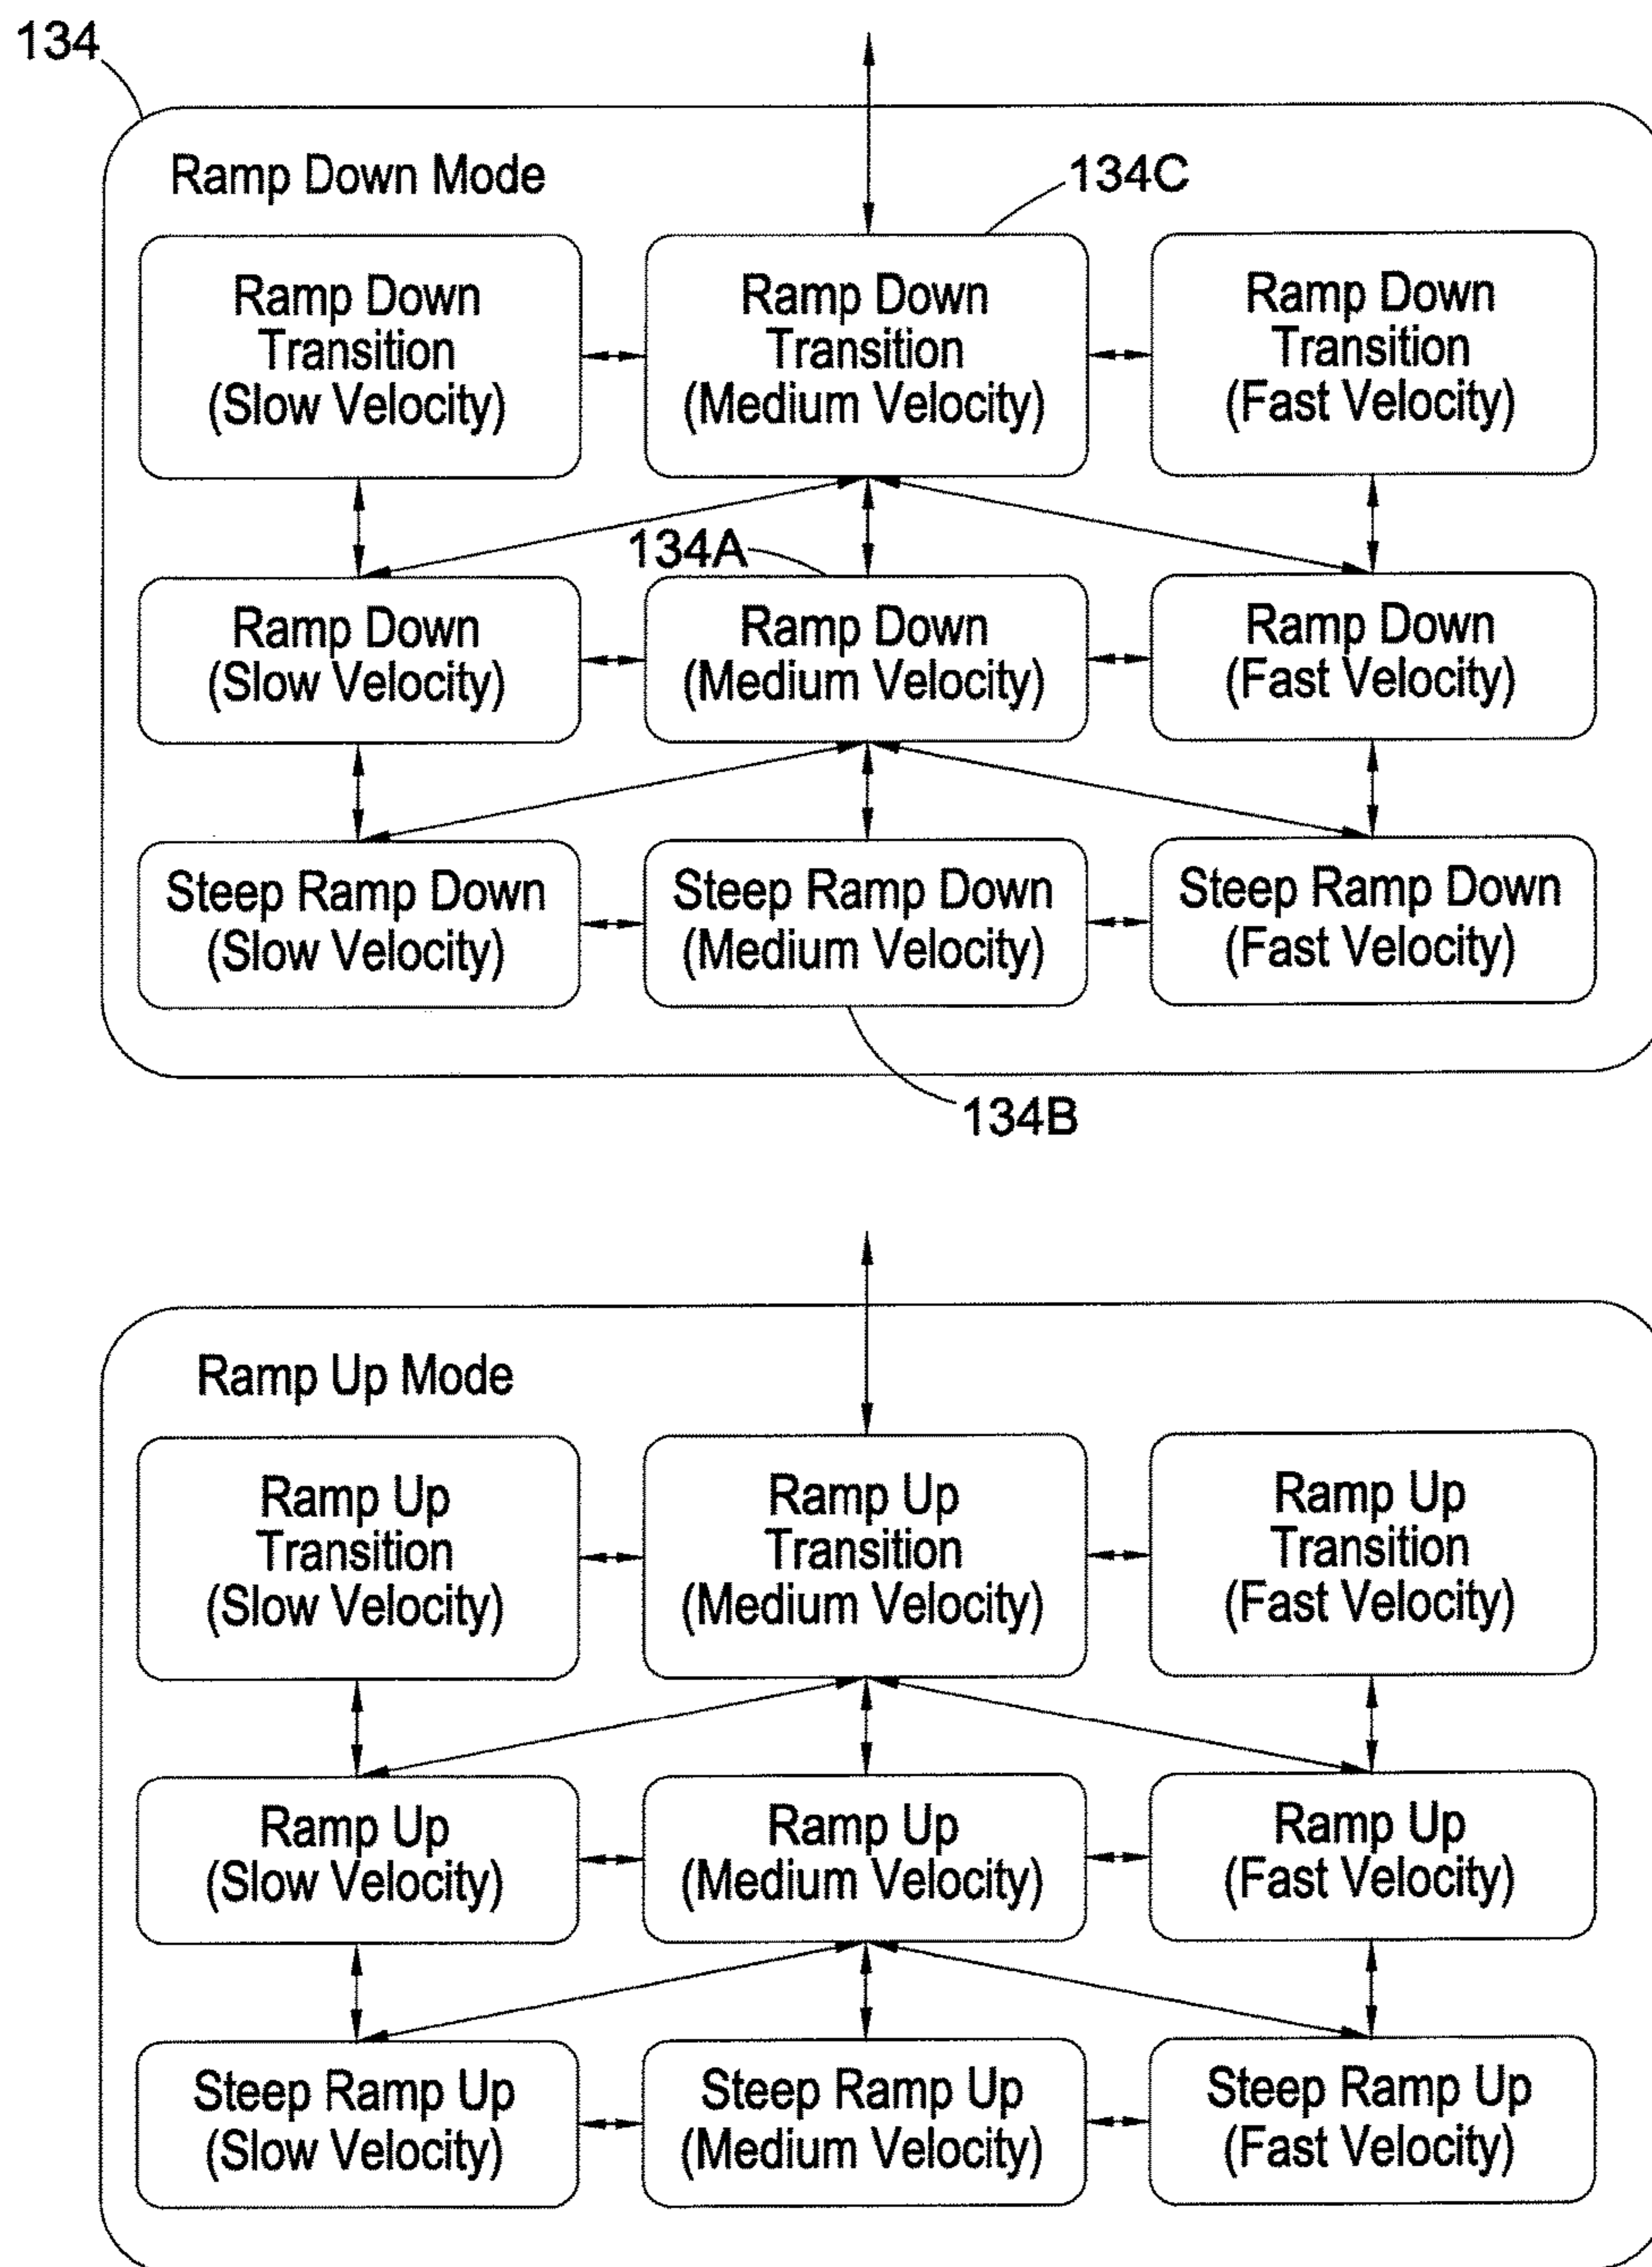 134
Ramp Down Mode
134C
Ramp Down
Transition
(Slow Velocity)
Ramp Down
Transition
(Medium Velocity)
Ramp Down
Transition
(Fast Velocity)
134A
Ramp Down
(Slow Velocity)
Ramp Down
(Medium Velocity)
Ramp Down
(Fast Velocity)
Steep Ramp Down
(Slow Velocity)
Steep Ramp Down
(Medium Velocity)
Steep Ramp Down
(Fast Velocity)
134B
Ramp Up Mode
Ramp Up
Transition
(Slow Velocity)
Ramp Up
Transition
(Medium Velocity)
Ramp Up
Transition
(Fast Velocity)
Ramp Up
(Slow Velocity)
Ramp Up
(Medium Velocity)
Ramp Up
(Fast Velocity)
Steep Ramp Up
(Slow Velocity)
Steep Ramp Up
(Medium Velocity)
Steep Ramp Up
(Fast Velocity)